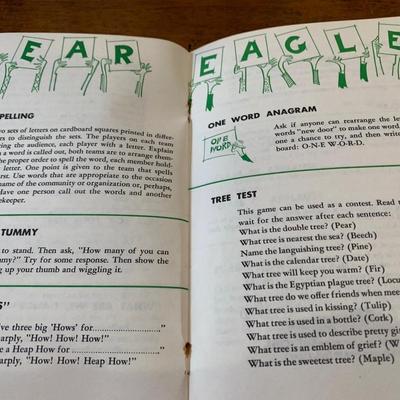 EAR
PELLING
wo sets of letters on cardboard squares printed in differ-
rs to distinguish the sets. The players on each team
cing the audience, each player with a letter. Explain
n a word is called out, both teams are to arrange them-
the proper order to spell the word, each member hold-
letter. One point is given to the team that spells
irst. Use words that are appropriate to the occasion
name of the community or organization or, perhaps,
Have one person call out the words and another
ekeeper.
TUMMY
to stand. Then ask, "How many of you can
my?" Try for some response. Then show the
g up your thumb and wiggling it.
S"
've three big 'Hows' for..............."
arply, "How! How! How!"
e a Heap How for..............."
arply, "How! How! Heap How!"
EAGLE
ONE WORD ANAGRAM
ONE WORD
Ask if anyone can rearrange the le
words "new door" to make one word.
one a chance to try, and then write
board: O-N-E W-O-R-D.
TREE TEST
This game can be used as a contest. Read t
wait for the answer after each sentence:
What is the double tree? (Pear)
What tree is nearest the sea? (Beech)
Name the languishing tree? (Pine)
What is the calendar tree? (Date)
What tree will keep you warm? (Fir)
What is the Egyptian plague tree? (Locu
What tree do we offer friends when mee
What tree is used in kissing? (Tulip)
What tree is used in a bottle? (Cork)
What tree is used to describe pretty gi
What tree is an emblem of grief? (W
What is the sweetest tree? (Maple)